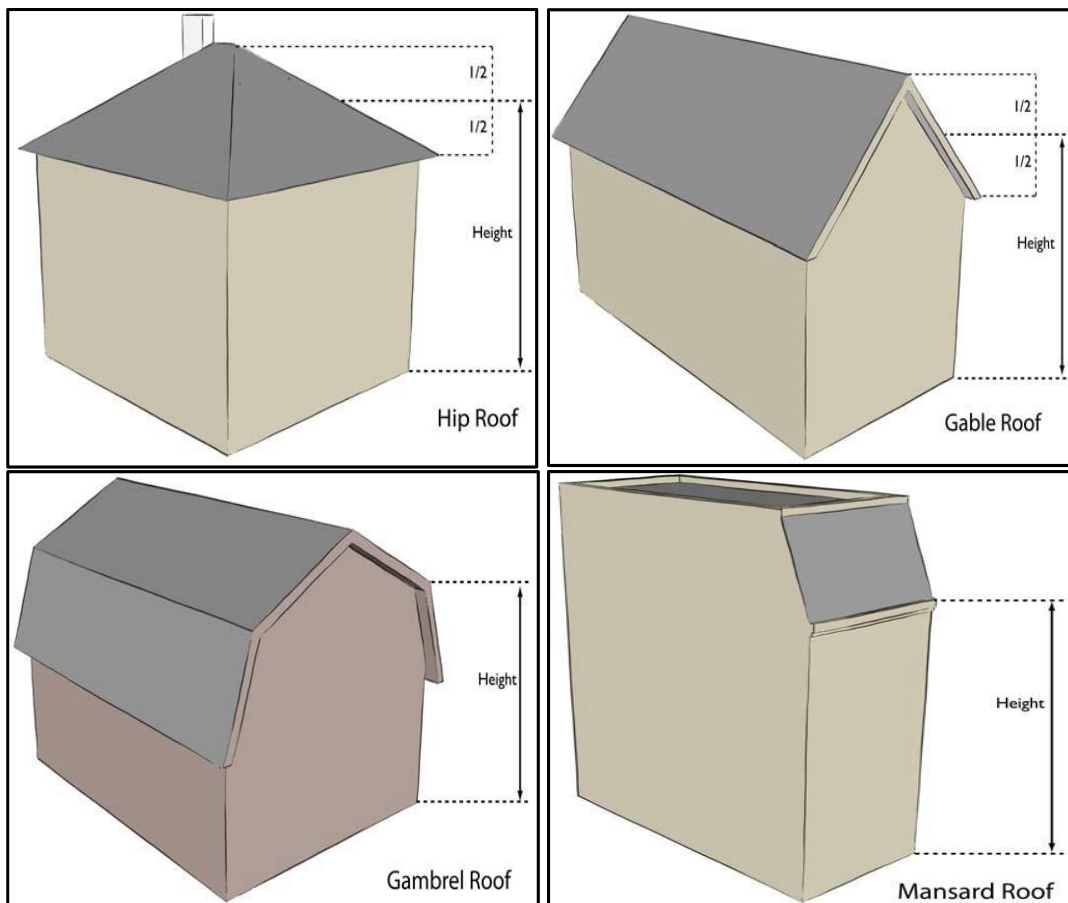 1/2
1/2
Height
Hip Roof
1/2
1/2
Height
Gable Roof
Height
Gambrel Roof
Height
Mansard Roof